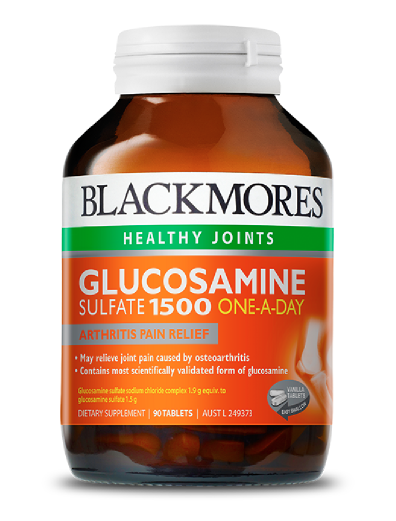 BLACKMORES
HEALTHY JOINTS
GLUCOSAMINE
SULFATE 1500 ONE-A-DAY
ARTHRITIS PAIN RELIEF
• May relieve joint pain caused by osteoarthritis
• Contains most scientifically validated form of glucosamine
Glucosamine sulfate sodium chloride complex 1.9 g equiv. to
glucosamine sulfate 1.5 g
VANILLA
TABLETS
EASY SWALLOW
DIETARY SUPPLEMENT | 90 TABLETS | AUST L 249373